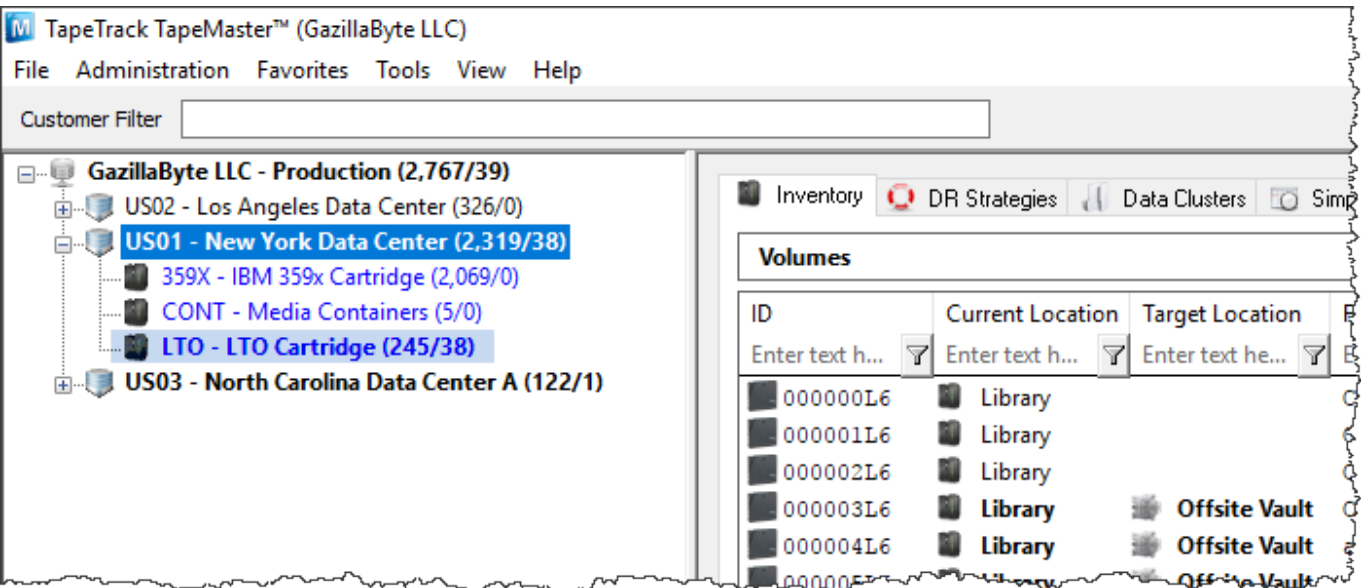 TapeTrack TapeMaster™ (GazillaByte LLC)
File Administration Favorites Tools View Help
Customer Filter
GazillaByte LLC - Production (2,767/39)
US02 - Los Angeles Data Center (326/0)
US01 - New York Data Center (2,319/38)
359X - IBM 359x Cartridge (2,069/0)
CONT - Media Containers (5/0)
LTO - LTO Cartridge (245/38)
US03 - North Carolina Data Center A (122/1)
Inventory DR Strategies Data Clusters
Volumes
ID Current Location Target Location
Enter text h... Enter text h... Enter text he...
000000L6 Library
000001L6 Library
000002L6 Library
000003L6 Library Offsite Vault
000004L6 Library Offsite Vault
Library Offsite Vault